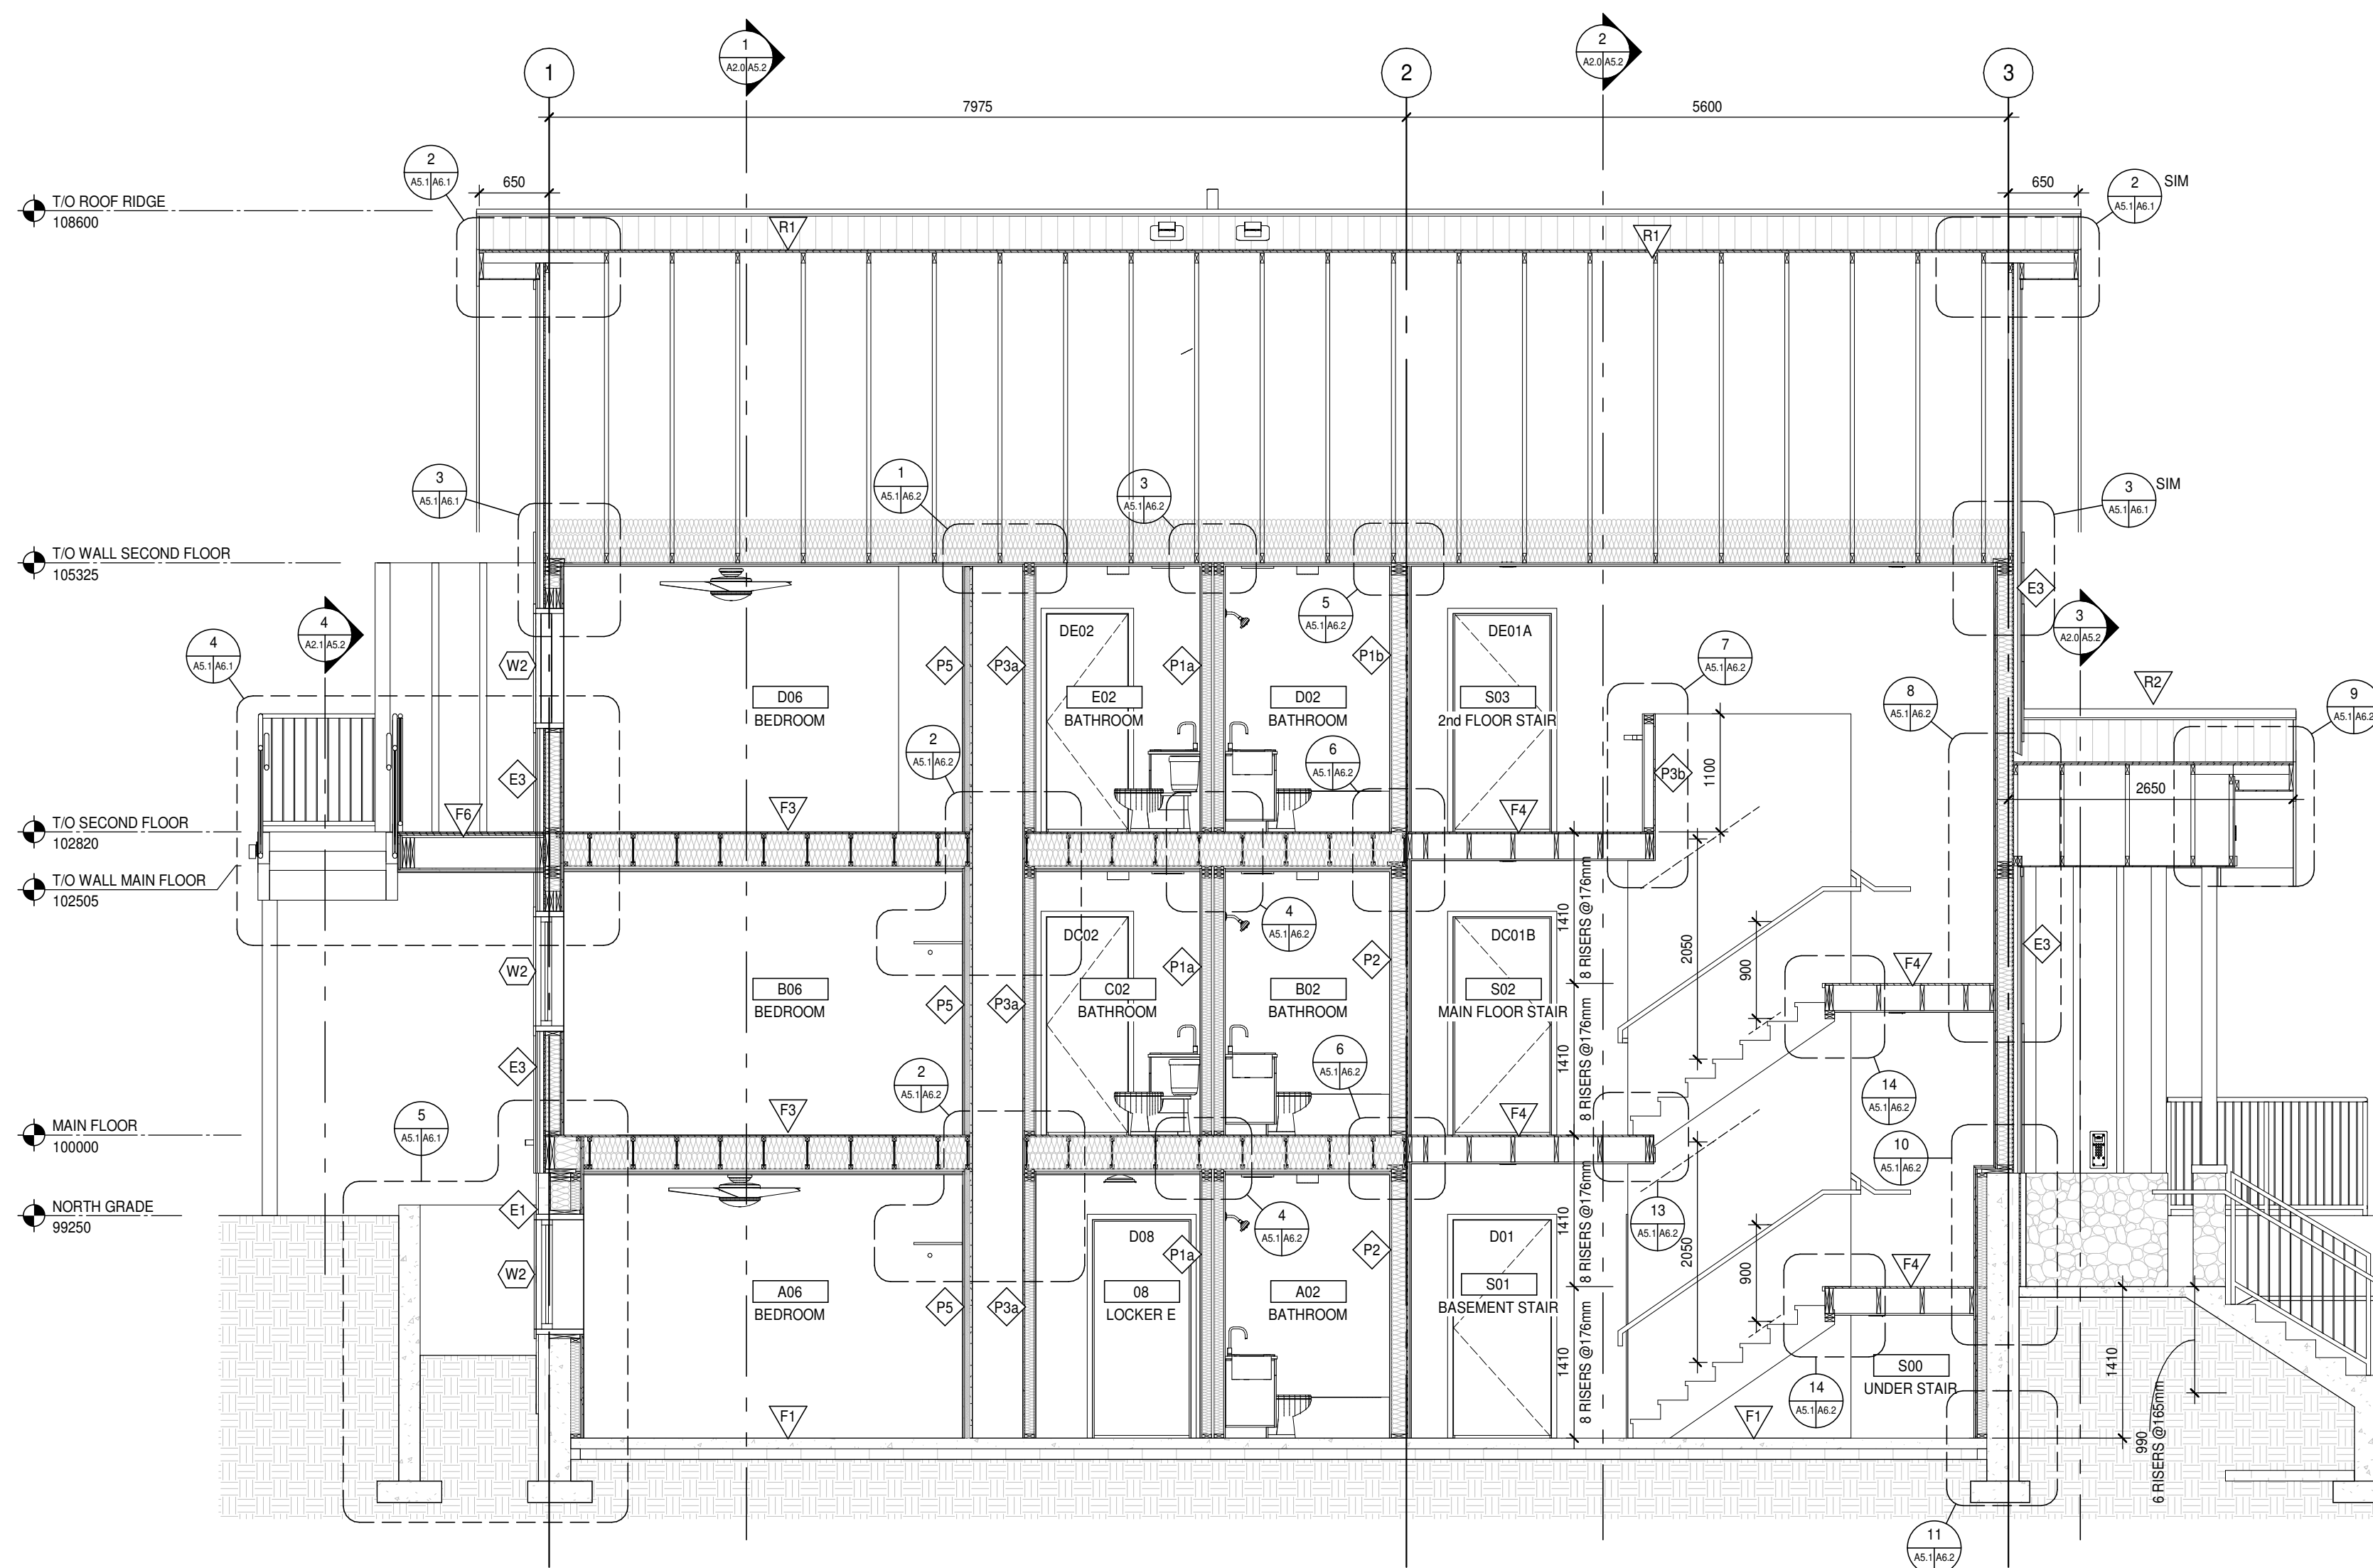 1
A2.0 A5.2
2
A2.0 A5.2
1
2
3
7975
5600
2
A5.1 A6.1
650
650
2
A5.1 A6.1
SIM
T/O ROOF RIDGE
108600
R1
R1
3
A5.1 A6.1
1
A5.1 A6.2
3
A5.1 A6.2
3
A5.1 A6.1
SIM
T/O WALL SECOND FLOOR
105325
5
A5.1 A6.2
E3
4
A5.1 A6.1
4
A2.1 A5.2
3
A2.0 A5.2
DE02
DE01A
7
A5.1 A6.2
W2
P5
P3a
P1a
P1b
D06
BEDROOM
E02
BATHROOM
D02
BATHROOM
S03
2nd FLOOR STAIR
8
A5.1 A6.2
R2
9
A5.1 A6.2
2
A5.1 A6.2
6
A5.1 A6.2
P3b
1100
E3
2650
F6
F3
F4
T/O SECOND FLOOR
102820
T/O WALL MAIN FLOOR
102505
8 RISERS @176mm
1410
4
A5.1 A6.2
DC02
DC01B
2050
900
E3
W2
P1a
P2
F4
B06
BEDROOM
P5
P3a
C02
BATHROOM
B02
BATHROOM
S02
MAIN FLOOR STAIR
8 RISERS @176mm
1410
E3
2
A5.1 A6.2
6
A5.1 A6.2
14
A5.1 A6.2
5
A5.1 A6.1
F3
F4
MAIN FLOOR
100000
10
A5.1 A6.2
NORTH GRADE
99250
E1
8 RISERS @176mm
1410
4
A5.1 A6.2
13
A5.1 A6.2
D08
P1a
P2
D01
2050
900
W2
F4
A06
BEDROOM
P5
P3a
08
LOCKER E
A02
BATHROOM
S01
BASEMENT STAIR
8 RISERS @176mm
1410
S00
UNDER STAIR
1410
14
A5.1 A6.2
F1
F1
990
6 RISERS @165mm
11
A5.1 A6.2